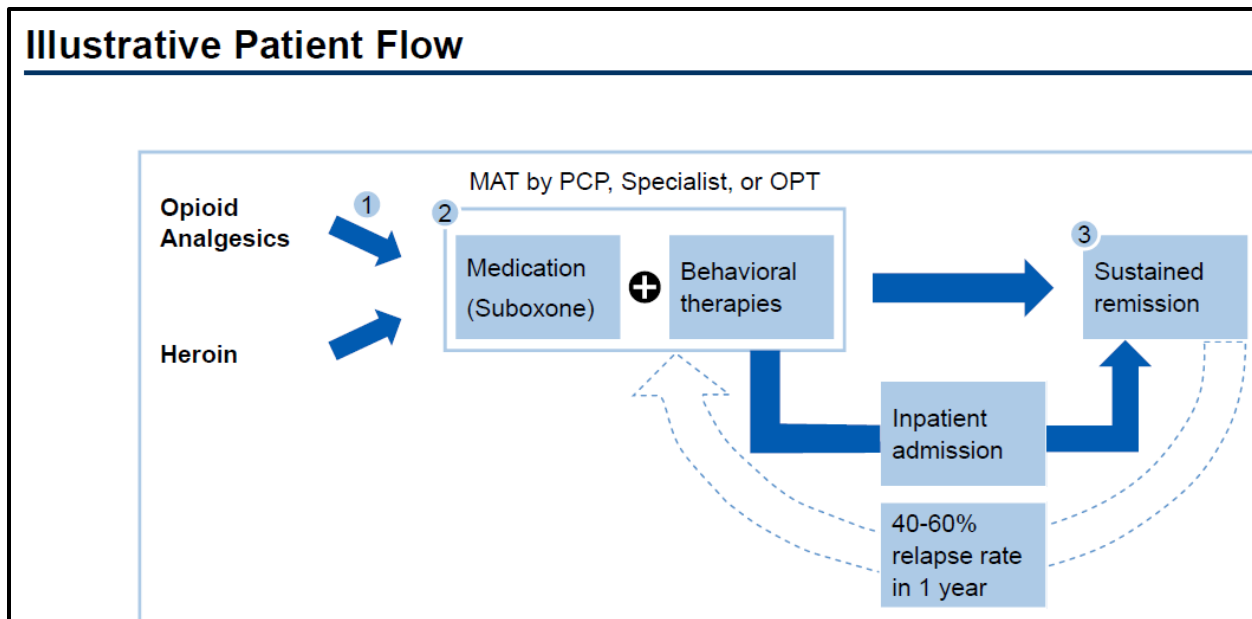 Illustrative Patient Flow
MAT by PCP, Specialist, or OPT
Opioid
Analgesics
1
2
3
Medication
(Suboxone)
Behavioral
therapies
Sustained
remission
Heroin
Inpatient
admission
40-60%
relapse rate
in 1 year